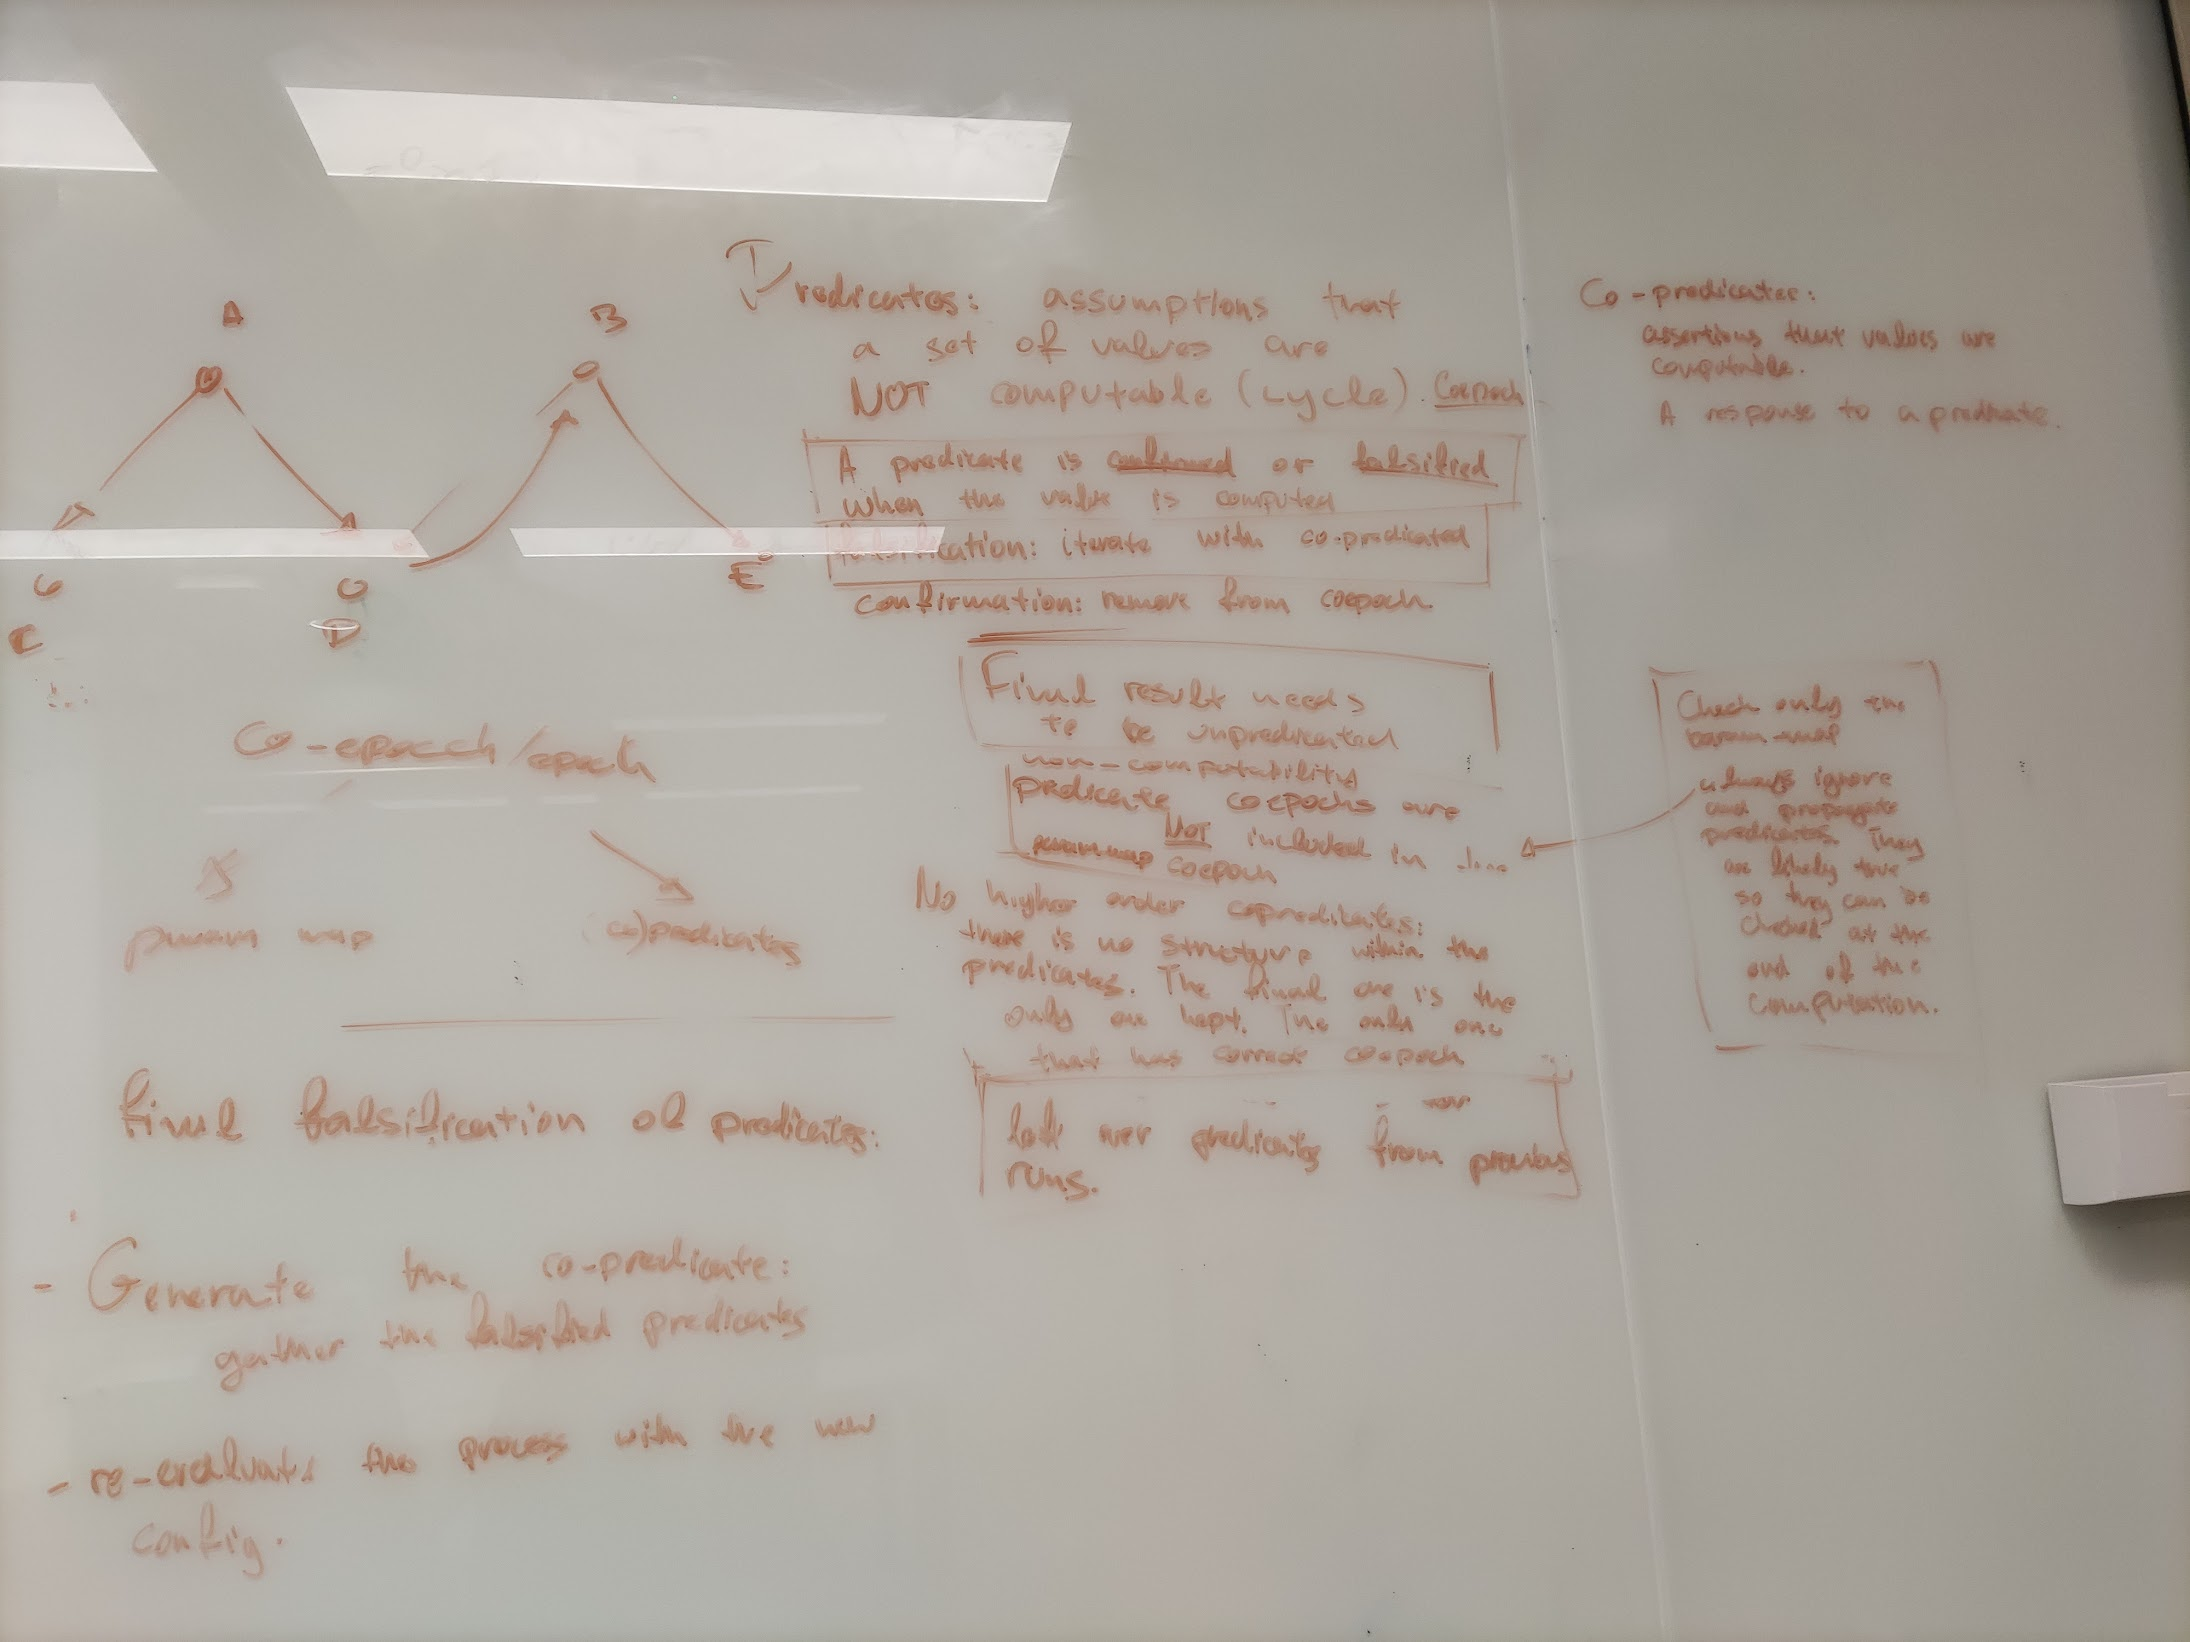 A
B
C
D
E
Co-epoch/epoch
param map
(co)predicates
final falsification of predicates:
- Generate the co-predicate:
gather the falsified predicates
- re-evaluate the process with the new
config.
Predicates: assumptions that
a set of values are
NOT computable (cycle). Coepoch
A predicate is confirmed or falsified
when the value is computed
falsification: iterate with co-predicated
confirmation: remove from coepoch.
Final result needs
to be unpredicated
non-computability
predicate coepochs are
NOT included in
param map coepoch
No higher order copredicates:
there is no structure within the
predicates. The final one is the
only one kept. The only one
that has correct coepoch
left over predicates from previous
runs.
Co-predicates:
assertions that values are
computable.
A response to a predicate.
Check only the
param map
always ignore
and propagate
predicates. They
are likely true
so they can be
checked at the
end of the
computation.